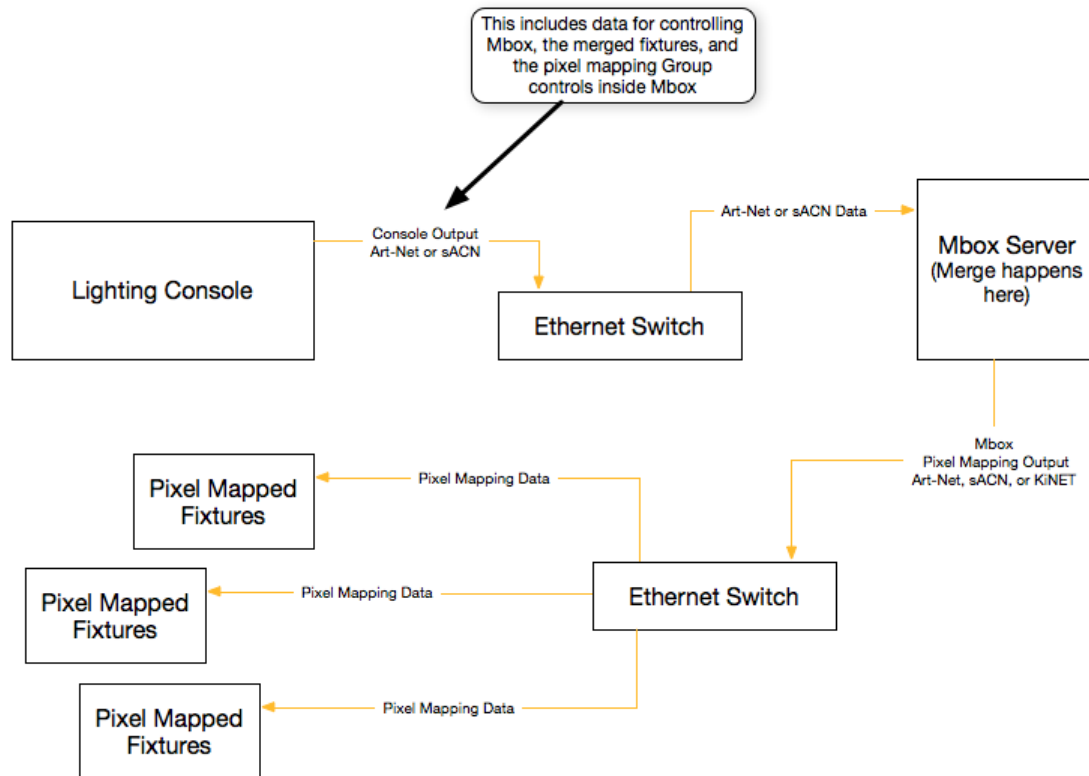 This includes data for controlling
Mbox, the merged fixtures, and
the pixel mapping Group
controls inside Mbox
Lighting Console
Console Output
Art-Net or sACN
Ethernet Switch
Art-Net or sACN Data
Mbox Server
(Merge happens
here)
Mbox
Pixel Mapping Output
Art-Net, sACN, or KiNET
Ethernet Switch
Pixel Mapping Data
Pixel Mapped
Fixtures
Pixel Mapping Data
Pixel Mapped
Fixtures
Pixel Mapping Data
Pixel Mapped
Fixtures